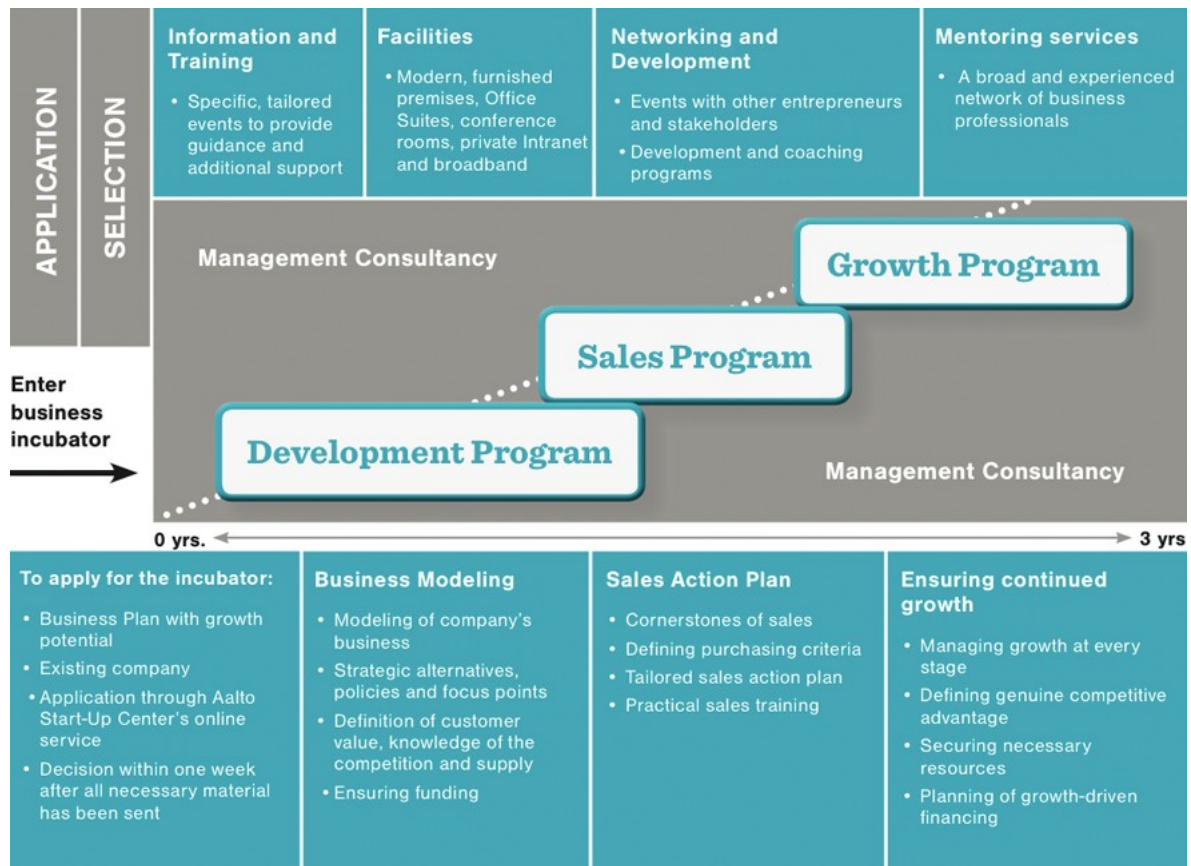 APPLICATION
SELECTION
Information and
Training
• Specific, tailored
events to provide
guidance and
additional support
Facilities
• Modern, furnished
premises, Office
Suites, conference
rooms, private Intranet
and broadband
Networking and
Development
• Events with other entrepreneurs
and stakeholders
• Development and coaching
programs
Mentoring services
• A broad and experienced
network of business
professionals
Management Consultancy
Growth Program
Sales Program
Enter
business
incubator
Development Program
Management Consultancy
0 yrs.
3 yrs
To apply for the incubator:
• Business Plan with growth
potential
• Existing company
• Application through Aalto
Start-Up Center's online
service
• Decision within one week
after all necessary material
has been sent
Business Modeling
• Modeling of company's
business
• Strategic alternatives,
policies and focus points
• Definition of customer
value, knowledge of the
competition and supply
• Ensuring funding
Sales Action Plan
• Cornerstones of sales
• Defining purchasing criteria
• Tailored sales action plan
• Practical sales training
Ensuring continued
growth
• Managing growth at every
stage
• Defining genuine competitive
advantage
• Securing necessary
resources
• Planning of growth-driven
financing